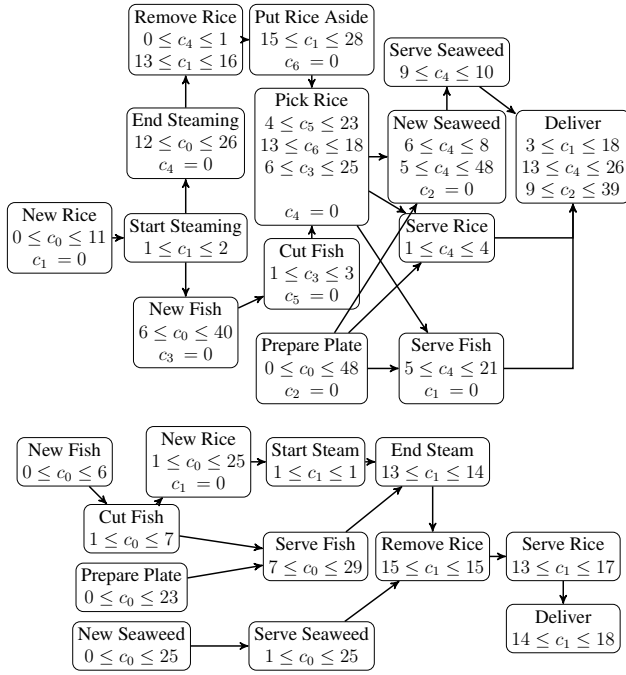 Remove Rice
0 ≤ c₄ ≤ 1
13 ≤ c₁ ≤ 16
Put Rice Aside
15 ≤ c₁ ≤ 28
c₆ = 0
Serve Seaweed
9 ≤ c₄ ≤ 10
End Steaming
12 ≤ c₀ ≤ 26
c₄ = 0
Pick Rice
4 ≤ c₅ ≤ 23
13 ≤ c₆ ≤ 18
6 ≤ c₃ ≤ 25
c₄ = 0
New Seaweed
6 ≤ c₄ ≤ 8
5 ≤ c₄ ≤ 48
c₂ = 0
Deliver
3 ≤ c₁ ≤ 18
13 ≤ c₄ ≤ 26
9 ≤ c₂ ≤ 39
New Rice
0 ≤ c₀ ≤ 11
c₁ = 0
Start Steaming
1 ≤ c₁ ≤ 2
Cut Fish
1 ≤ c₃ ≤ 3
c₅ = 0
Serve Rice
1 ≤ c₄ ≤ 4
New Fish
6 ≤ c₀ ≤ 40
c₃ = 0
Prepare Plate
0 ≤ c₀ ≤ 48
c₂ = 0
Serve Fish
5 ≤ c₄ ≤ 21
c₁ = 0
New Fish
0 ≤ c₀ ≤ 6
New Rice
1 ≤ c₀ ≤ 25
c₁ = 0
Start Steam
1 ≤ c₁ ≤ 1
End Steam
13 ≤ c₁ ≤ 14
Cut Fish
1 ≤ c₀ ≤ 7
Serve Fish
7 ≤ c₀ ≤ 29
Remove Rice
15 ≤ c₁ ≤ 15
Serve Rice
13 ≤ c₁ ≤ 17
Prepare Plate
0 ≤ c₀ ≤ 23
New Seaweed
0 ≤ c₀ ≤ 25
Serve Seaweed
1 ≤ c₀ ≤ 25
Deliver
14 ≤ c₁ ≤ 18